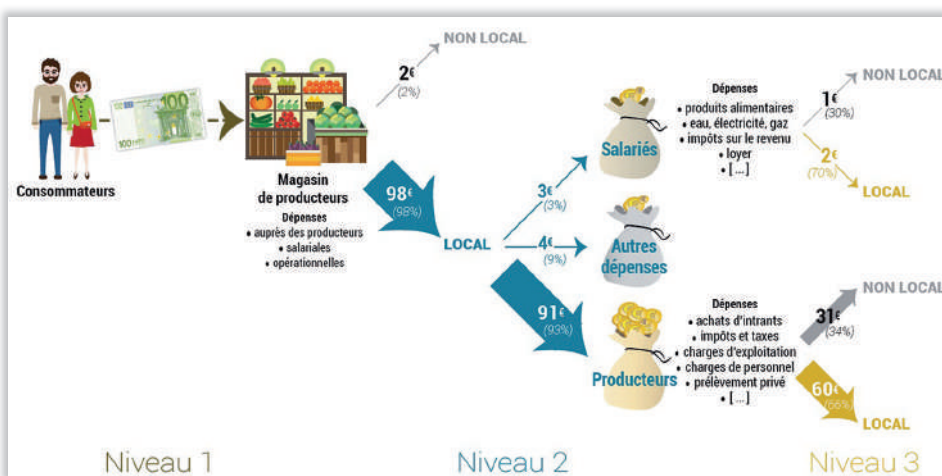 100
100 EURO
Consommateurs
Magasin
de producteurs
Dépenses
• auprès des producteurs
• salariales
• opérationnelles
2€
(2%)
NON LOCAL
98€
(98%)
LOCAL
3€
(3%)
4€
(9%)
91€
(93%)
Salariés
Autres
dépenses
Producteurs
Dépenses
• produits alimentaires
• eau, électricité, gaz
• impôts sur le revenu
• loyer
• [...]
1€
(30%)
NON LOCAL
2€
(70%)
LOCAL
Dépenses
• achats d'intrants
• impôts et taxes
• charges d'exploitation
• charges de personnel
• prélèvement privé
• [...]
31€
(34%)
NON LOCAL
60€
(66%)
LOCAL
Niveau 1
Niveau 2
Niveau 3